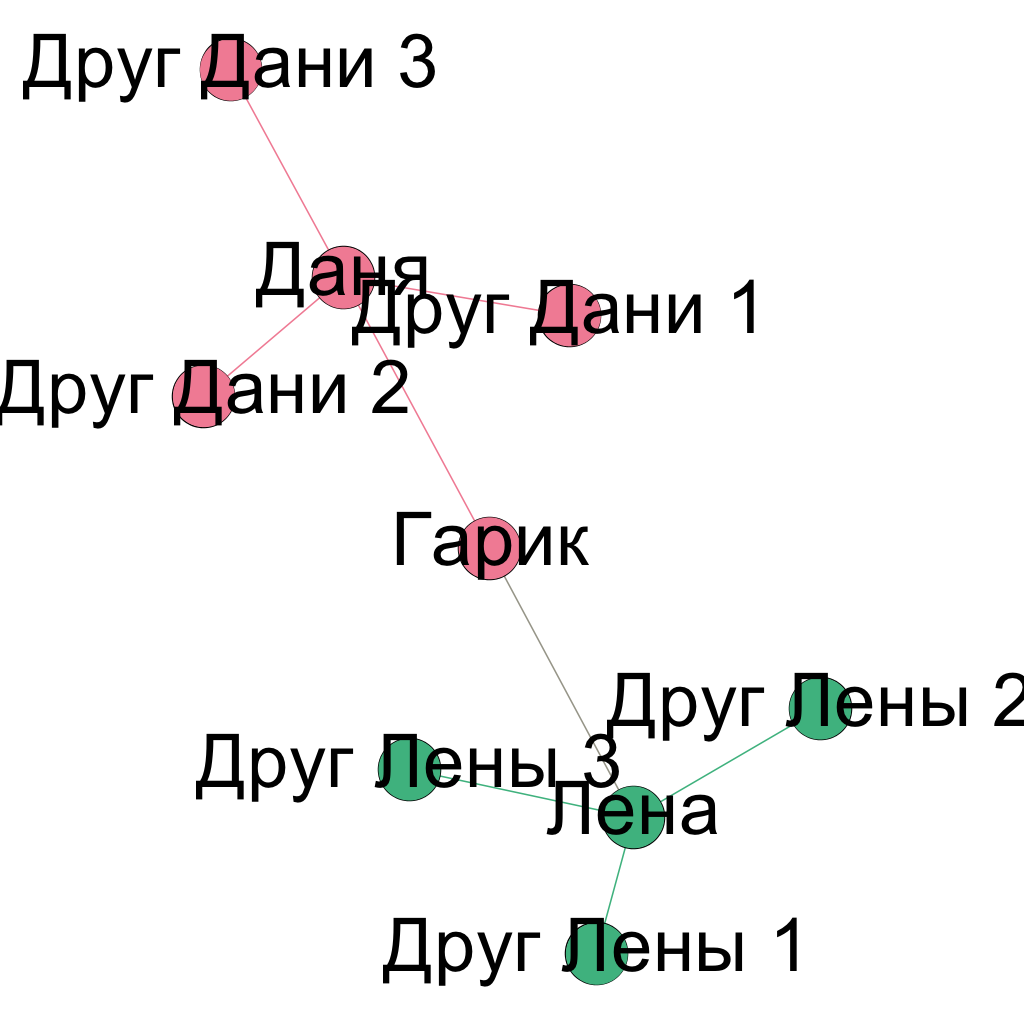 Друг Дани 3
Даня
Друг Дани 1
Друг Дани 2
Гарик
Друг Лены 2
Друг Лены 3
Лена
Друг Лены 1